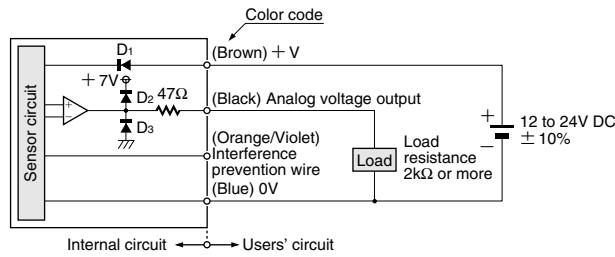 Color code
(Brown) + V
D1
+ 7V
D2
47Ω
(Black) Analog voltage output
D3
Sensor circuit
+
−
(Orange/Violet)
Interference
prevention wire
Load
Load
resistance
2kΩ or more
+
−
12 to 24V DC
± 10%
(Blue) 0V
Internal circuit
Users' circuit